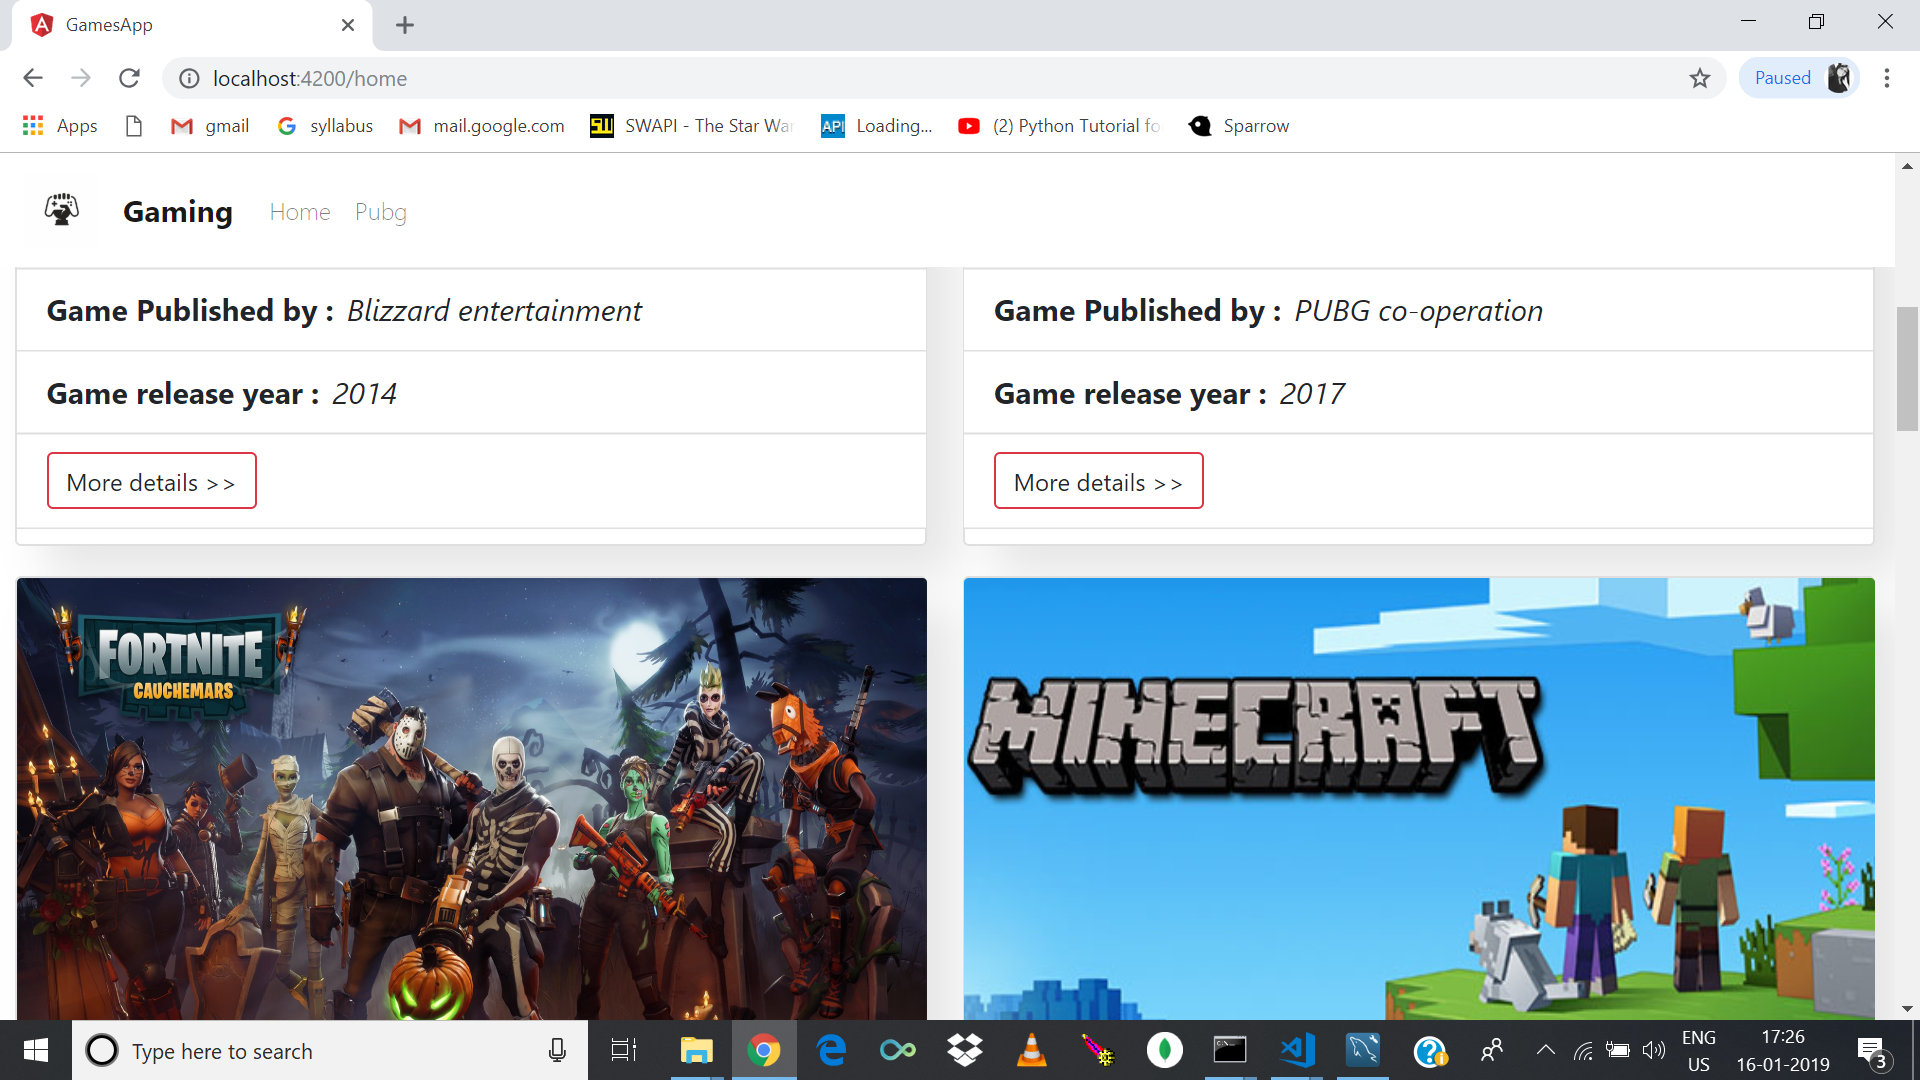 GamesApp
localhost:4200/home
Paused
Apps
gmail
syllabus
mail.google.com
SWAPI - The Star War
API Loading...
(2) Python Tutorial fo
Sparrow
Gaming Home Pubg
Game Published by : Blizzard entertainment
Game release year : 2014
More details >>
Game Published by : PUBG co-operation
Game release year : 2017
More details >>
FORTNITE
CAUCHEMARS
MINECRAFT
Type here to search
ENG
US
17:26
16-01-2019
3